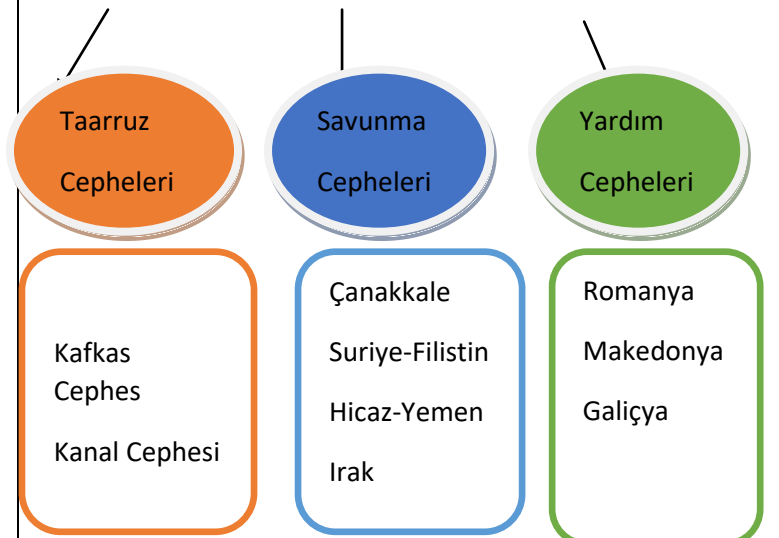 Taarruz
Cepheleri
Savunma
Cepheleri
Yardım
Cepheleri
Kafkas
Cephes
Kanal Cephesi
Çanakkale
Suriye-Filistin
Hicaz-Yemen
Irak
Romanya
Makedonya
Galiçya